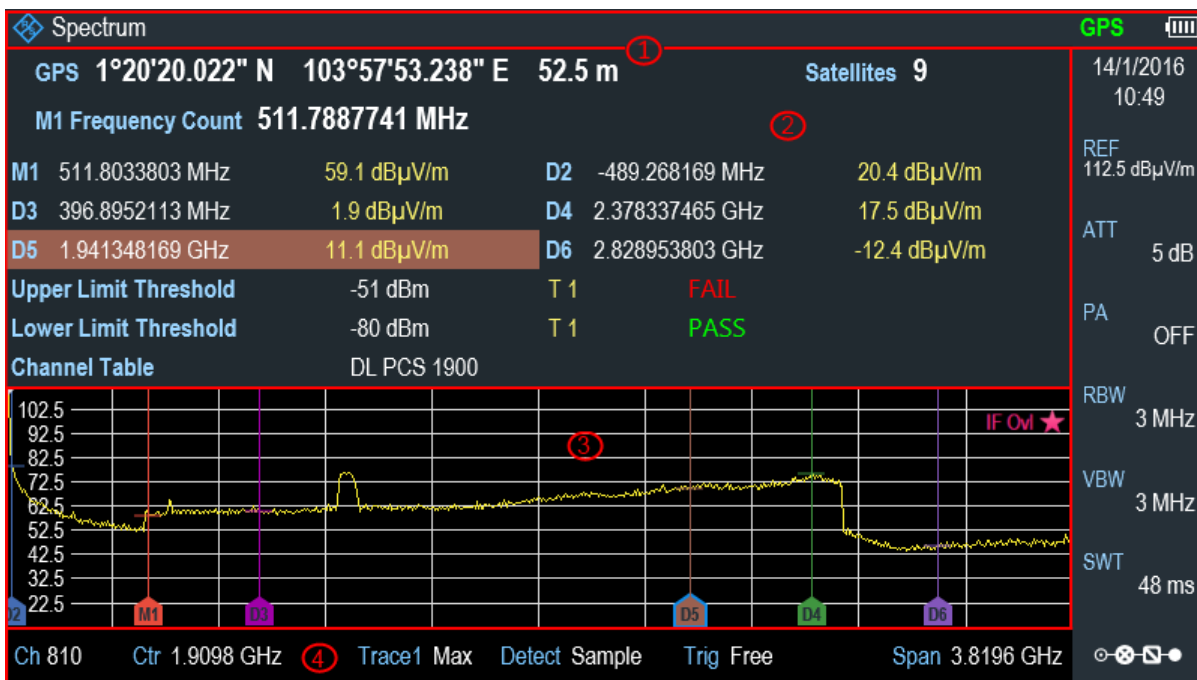 Spectrum GPS
1
GPS 1°20'20.022" N 103°57'53.238" E 52.5 m Satellites 9 14/1/2016
10:49
M1 Frequency Count 511.7887741 MHz 2
REF
112.5 dBµV/m
M1 511.8033803 MHz 59.1 dBµV/m D2 -489.268169 MHz 20.4 dBµV/m
D3 396.8952113 MHz 1.9 dBµV/m D4 2.378337465 GHz 17.5 dBµV/m
ATT
5 dB
D5 1.941348169 GHz 11.1 dBµV/m D6 2.828953803 GHz -12.4 dBµV/m
Upper Limit Threshold -51 dBm T 1 FAIL
PA
OFF
Lower Limit Threshold -80 dBm T 1 PASS
Channel Table DL PCS 1900
RBW
3 MHz
102.5
IF Ovl
92.5
3
82.5
72.5
VBW
3 MHz
62.5
52.5
42.5
SWT
48 ms
32.5
22.5
D2 M1 D3 D5 D4 D6
Ch 810 Ctr 1.9098 GHz 4 Trace1 Max Detect Sample Trig Free Span 3.8196 GHz